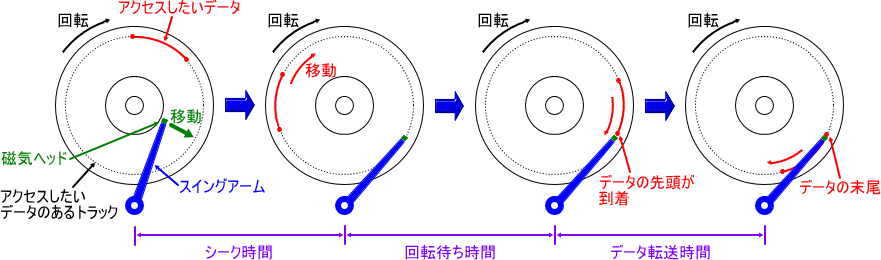 アクセスしたいデータ
回転
移動
磁気ヘッド
スイングアーム
アクセスしたい
データのあるトラック
回転
移動
回転
データの先頭が
到着
回転
データの末尾
シーク時間
回転待ち時間
データ転送時間